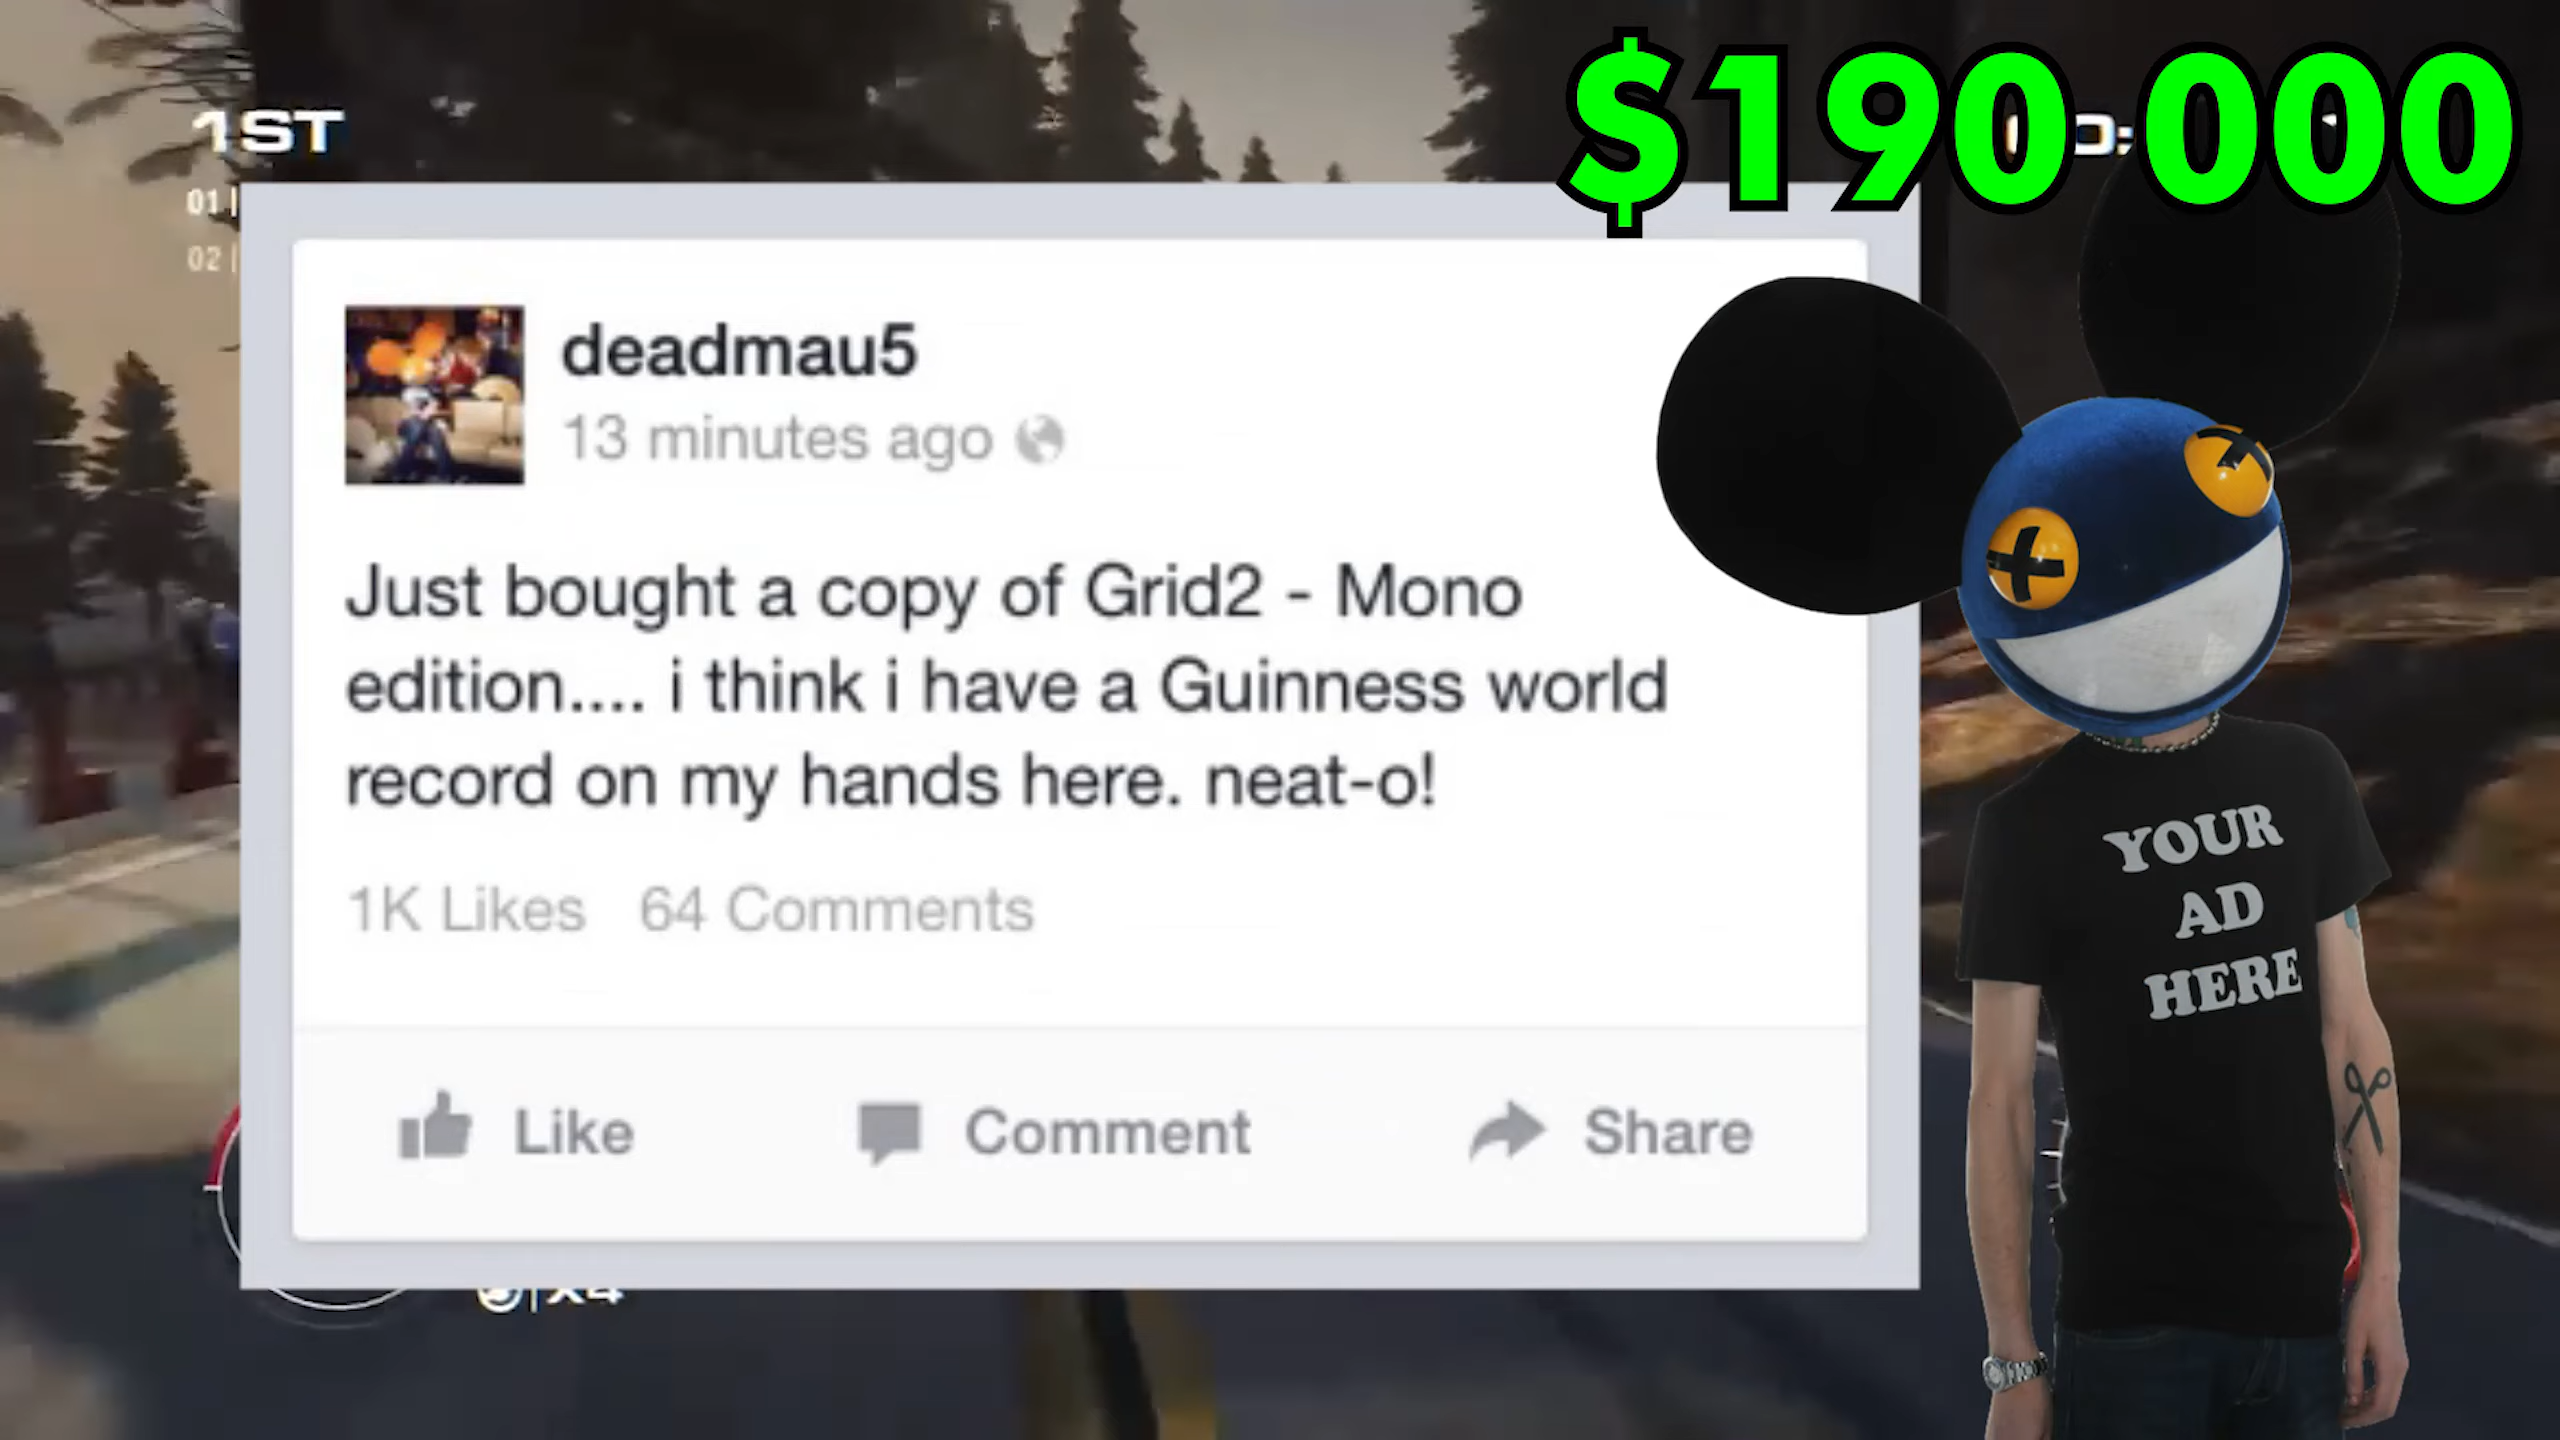 1ST
$190 000
01 |
02 |
deadmau5
13 minutes ago
Just bought a copy of Grid2 - Mono
edition.... i think i have a Guinness world
record on my hands here. neat-o!
1K Likes 64 Comments
Like Comment Share
YOUR
AD
HERE